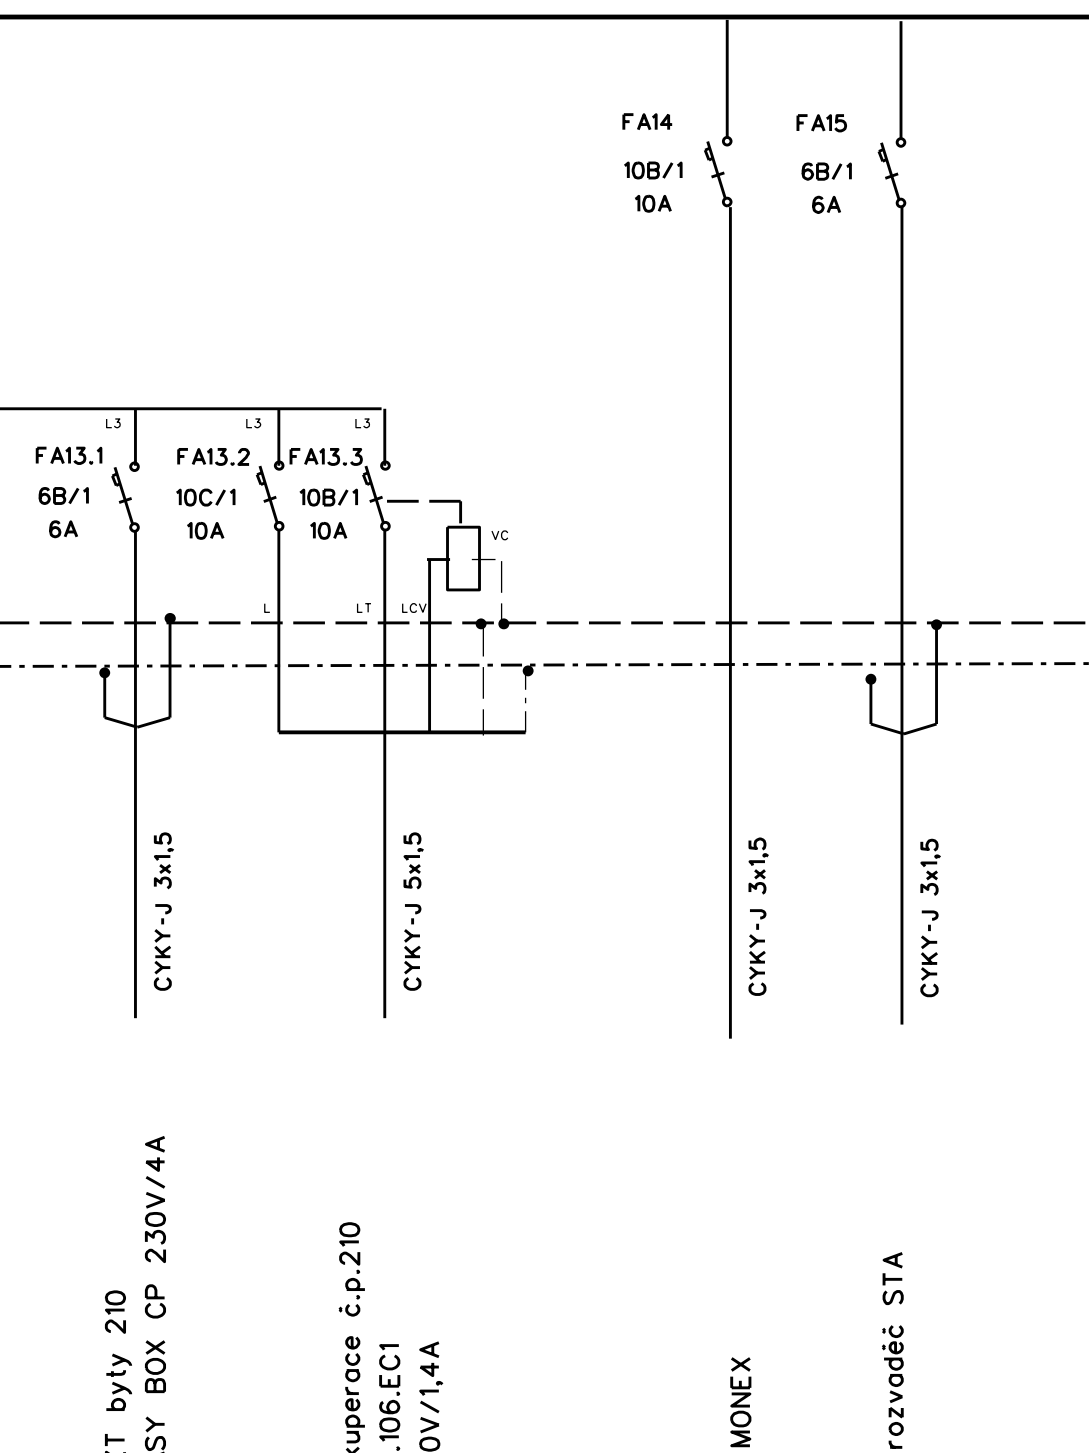 FA14
10B/1
10A
FA15
6B/1
6A
L3
FA13.1
6B/1
6A
L3
FA13.2
10C/1
10A
L3
FA13.3
10B/1
10A
VC
L
LT
LCV
CYKY-J 3x1,5
CYKY-J 5x1,5
CYKY-J 3x1,5
CYKY-J 3x1,5
byty 210
BOX CP 230V/4A
č.p.210
.106.EC1
0V/1,4A
MONEX
rozvaděč STA